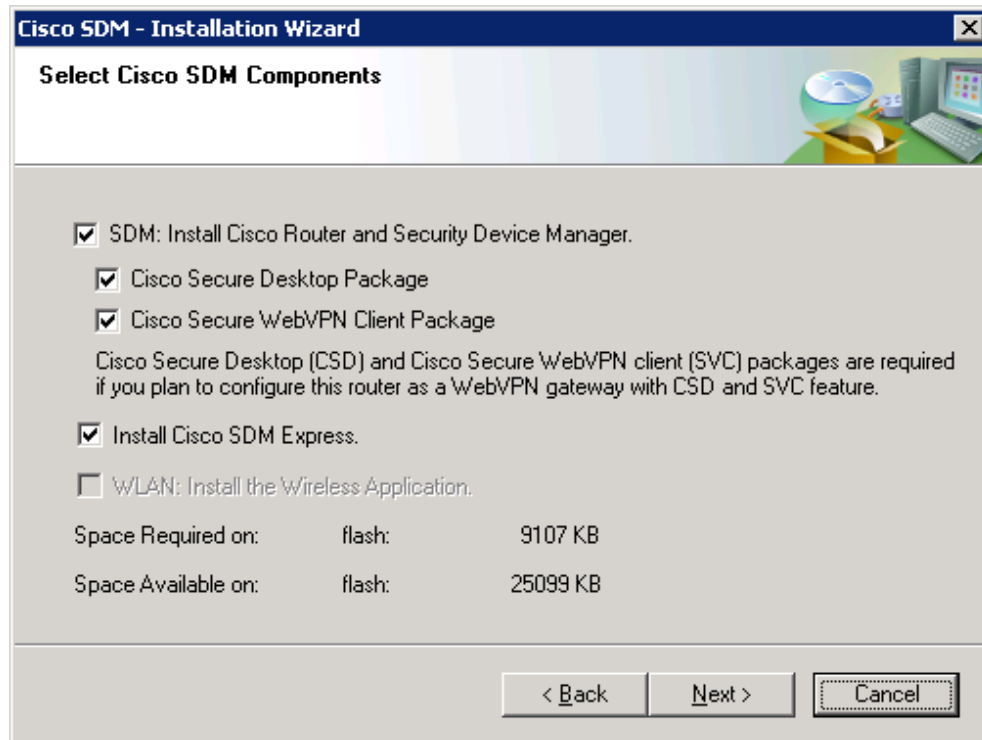 Cisco SDM - Installation Wizard
Select Cisco SDM Components
SDM: Install Cisco Router and Security Device Manager.
Cisco Secure Desktop Package
Cisco Secure WebVPN Client Package
Cisco Secure Desktop (CSD) and Cisco Secure WebVPN client (SVC) packages are required
if you plan to configure this router as a WebVPN gateway with CSD and SVC feature.
Install Cisco SDM Express.
WLAN: Install the Wireless Application.
Space Required on: flash: 9107 KB
Space Available on: flash: 25099 KB
< Back Next > Cancel